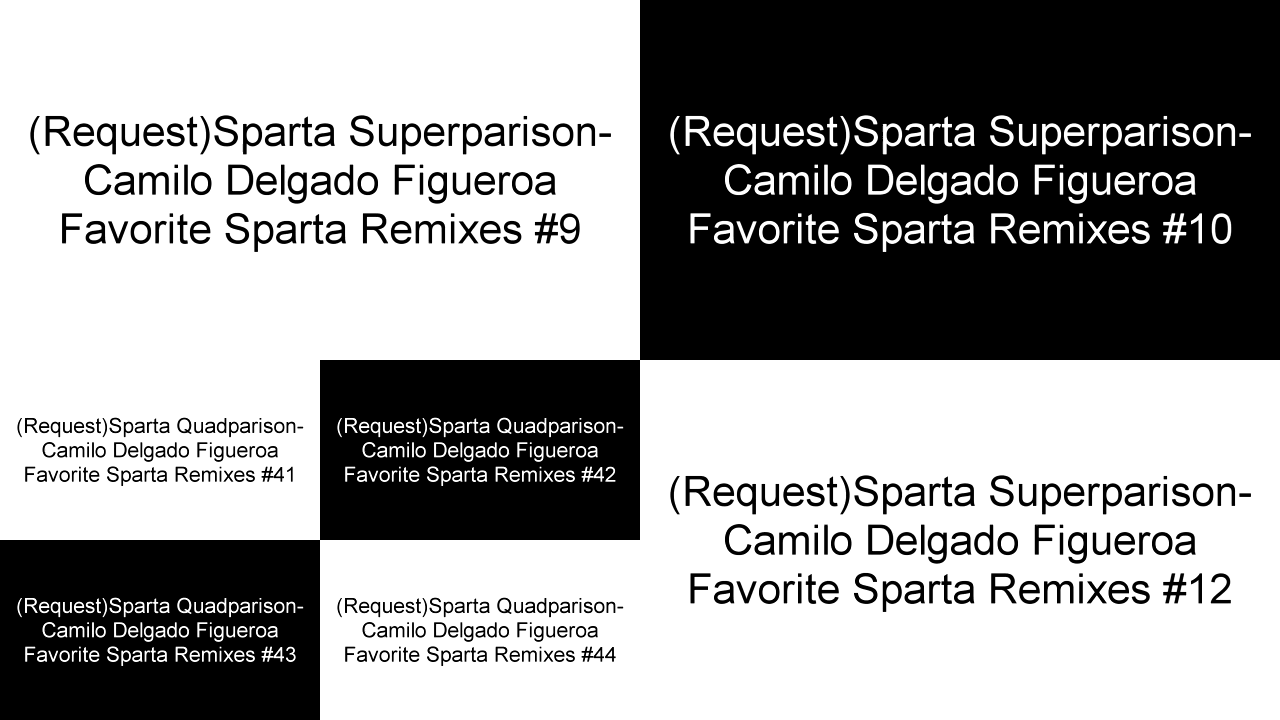 (Request)Sparta Superparison-
Camilo Delgado Figueroa
Favorite Sparta Remixes #9
(Request)Sparta Superparison-
Camilo Delgado Figueroa
Favorite Sparta Remixes #10
(Request)Sparta Quadparison-
Camilo Delgado Figueroa
Favorite Sparta Remixes #41
(Request)Sparta Quadparison-
Camilo Delgado Figueroa
Favorite Sparta Remixes #42
(Request)Sparta Quadparison-
Camilo Delgado Figueroa
Favorite Sparta Remixes #43
(Request)Sparta Quadparison-
Camilo Delgado Figueroa
Favorite Sparta Remixes #44
(Request)Sparta Superparison-
Camilo Delgado Figueroa
Favorite Sparta Remixes #12